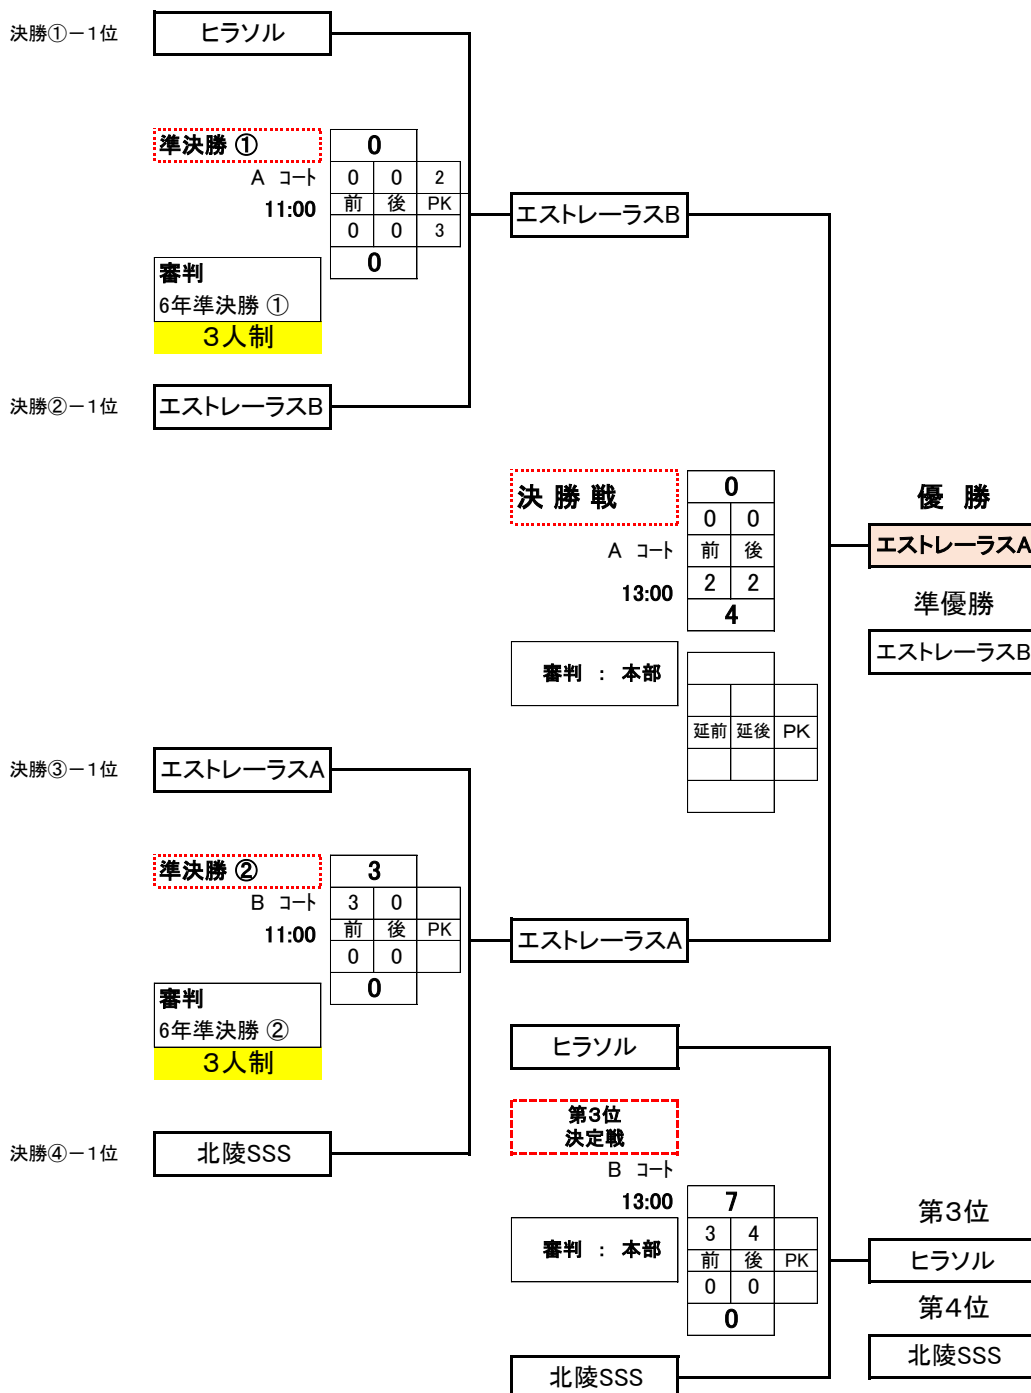 決勝①－1位
ヒラソル
準決勝 ①
0
A コート
0 0 2
11:00
前 後 PK
0 0 3
0
エストレーラスB
審判
6年準決勝 ①
3人制
決勝②－1位
エストレーラスB
決 勝 戦
0
0 0
A コート
前 後
13:00
2 2
4
優 勝
エストレーラスA
準優勝
エストレーラスB
審判 : 本部
延前 延後 PK
決勝③－1位
エストレーラスA
準決勝 ②
3
B コート
3 0
11:00
前 後 PK
0 0
0
エストレーラスA
審判
6年準決勝 ②
3人制
決勝④－1位
北陵SSS
ヒラソル
第3位
決定戦
B コート
13:00
7
3 4
審判 : 本部
前 後 PK
0 0
0
第3位
ヒラソル
第4位
北陵SSS
北陵SSS